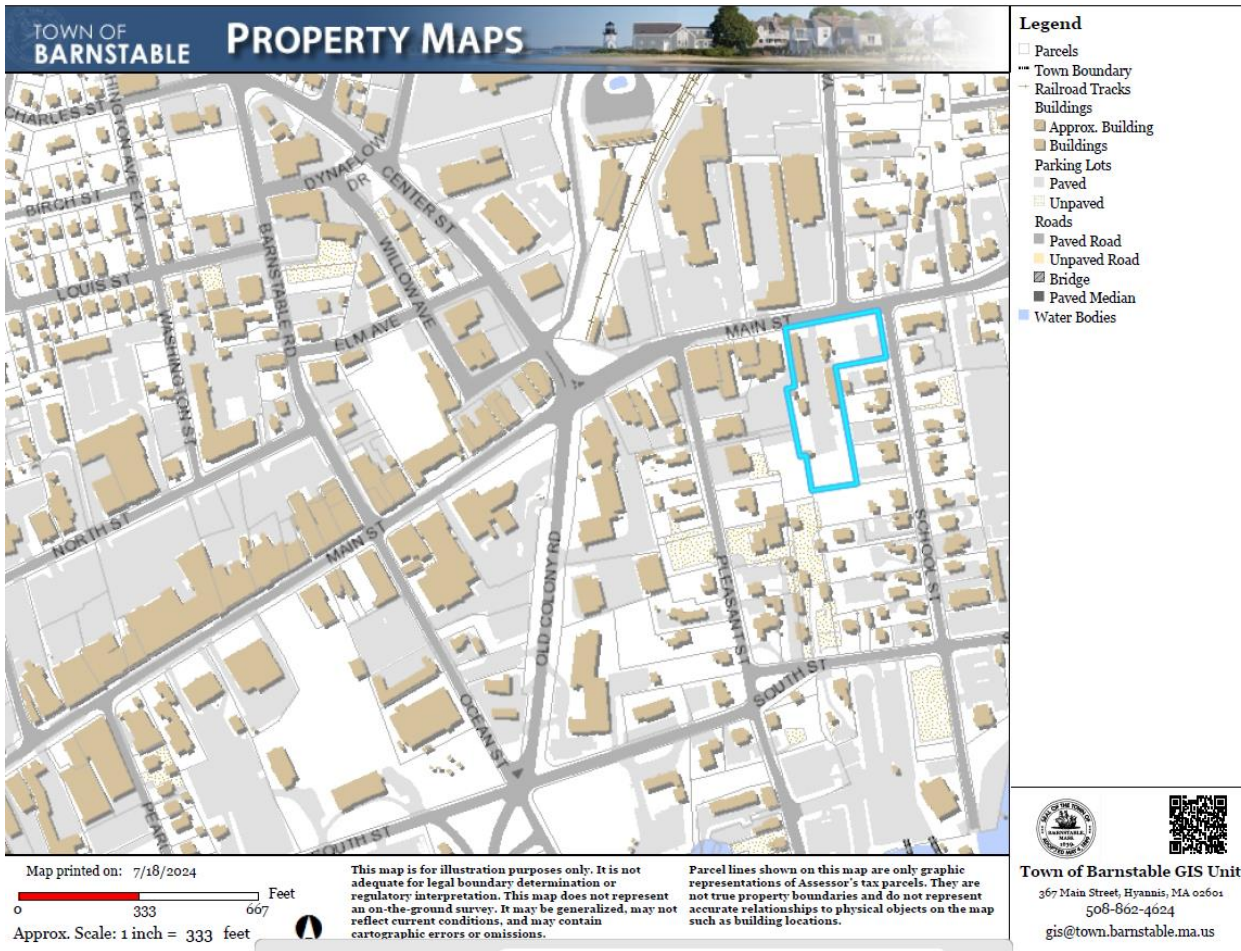 TOWN OF
BARNSTABLE
PROPERTY MAPS
Legend
Parcels
Town Boundary
Railroad Tracks
Buildings
Approx. Building
Buildings
Parking Lots
Paved
Unpaved
Roads
Paved Road
Unpaved Road
Bridge
Paved Median
Water Bodies
CHARLES ST
BIRCH ST
LOUIS ST
WASHINGTON ST
BARNSTABLE RD
DYNAFLOW
DR
CENTER ST
WILLOW AVE
ELM AVE
MAIN ST
NORTH ST
MAIN ST
OLD COLONY RD
PLEASANT ST
SCHOOL ST
SOUTH ST
OCEAN ST
Map printed on: 7/18/2024
Feet
0 333 667
Approx. Scale: 1 inch = 333 feet
This map is for illustration purposes only. It is not
adequate for legal boundary determination or
regulatory interpretation. This map does not represent
an on-the-ground survey. It may be generalized, may not
reflect current conditions, and may contain
cartographic errors or omissions.
Parcel lines shown on this map are only graphic
representations of Assessor's tax parcels. They are
not true property boundaries and do not represent
accurate relationships to physical objects on the map
such as building locations.
Town of Barnstable GIS Unit
367 Main Street, Hyannis, MA 02601
508-862-4624
gis@town.barnstable.ma.us